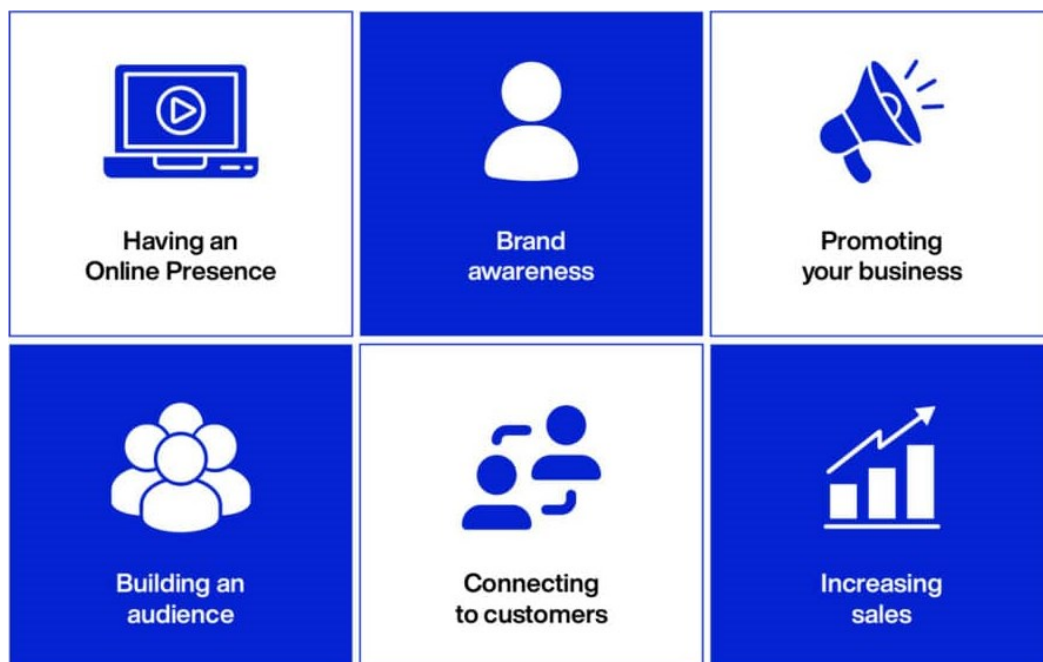 Having an
Online Presence
Brand
awareness
Promoting
your business
Building an
audience
Connecting
to customers
Increasing
sales